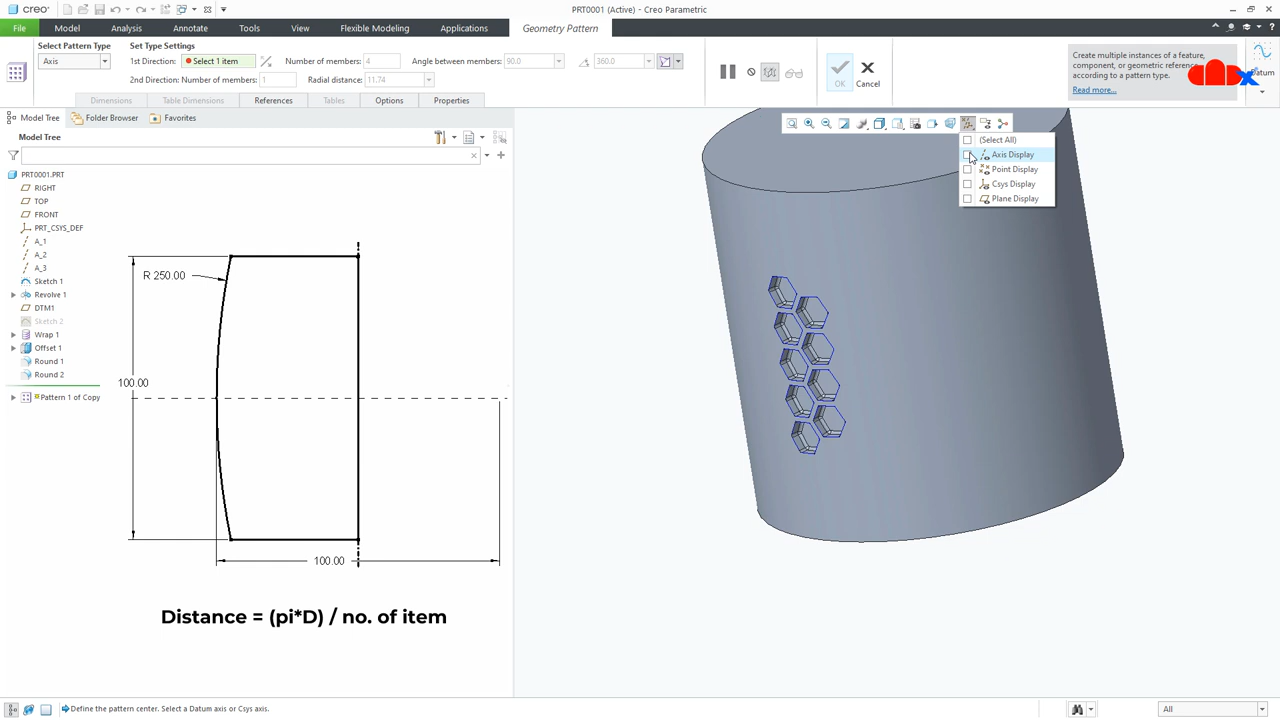 creo
PRT0001 (Active) - Creo Parametric
File
Model
Analysis
Annotate
Tools
View
Flexible Modeling
Applications
Geometry Pattern
Select Pattern Type
Axis
Set Type Settings
1st Direction: Select 1 item
Number of members: 4
Angle between members: 90.0
360.0
2nd Direction: Number of members: 1
Radial distance: 11.74
OK
Cancel
Create multiple instances of a feature,
component, or geometric reference
according to a pattern type.
Read more...
Datum
Dimensions
Table Dimensions
References
Tables
Options
Properties
Model Tree
Folder Browser
Favorites
Model Tree
PRT0001.PRT
RIGHT
TOP
FRONT
PRT_CSYS_DEF
A_1
A_2
A_3
Sketch 1
Revolve 1
DTM1
Sketch 2
Wrap 1
Offset 1
Round 1
Round 2
Pattern 1 of Copy
R 250.00
100.00
100.00
Distance = (pi*D) / no. of item
(Select All)
Axis Display
Point Display
Csys Display
Plane Display
Define the pattern center. Select a Datum axis or Csys axis.
All